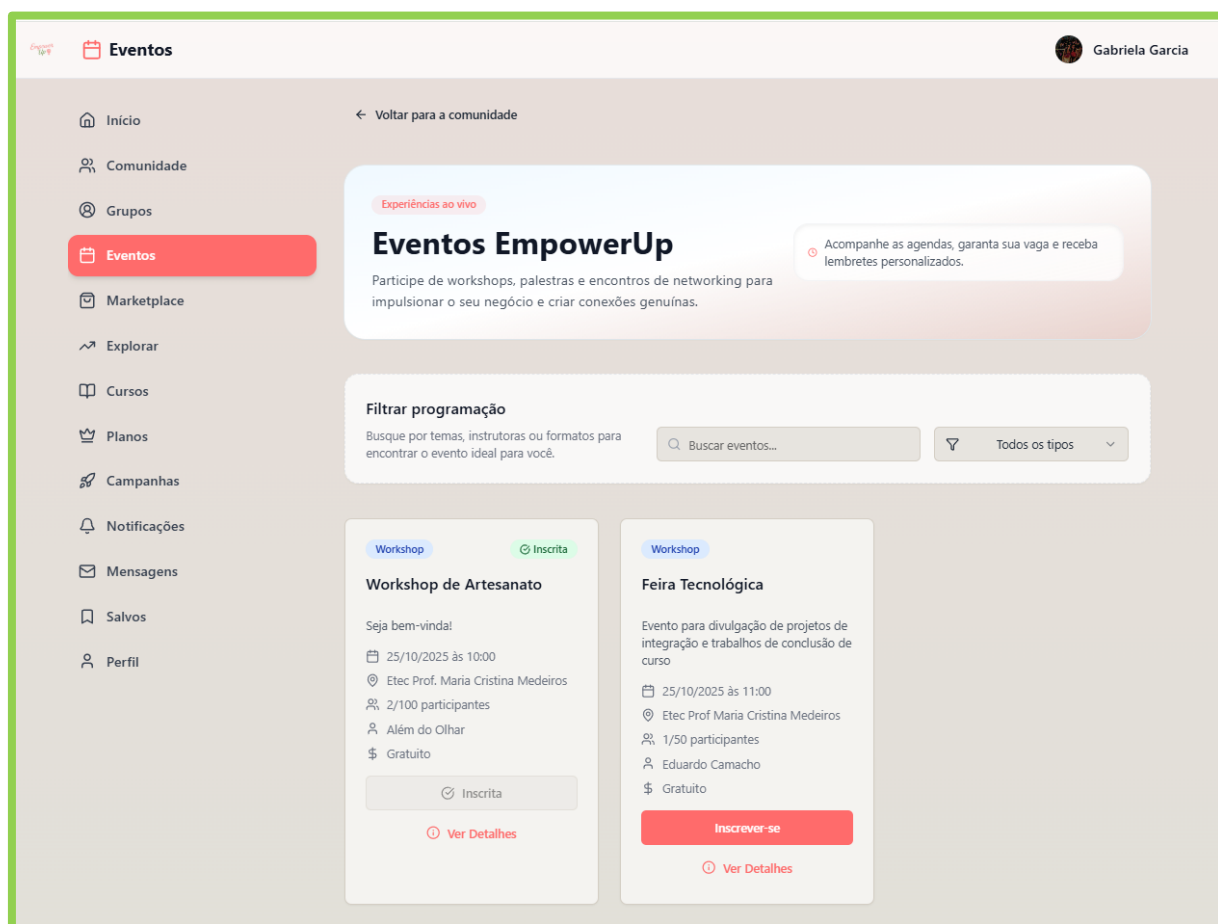 Empower
Up
Eventos
Gabriela Garcia
Início
Comunidade
Grupos
Eventos
Marketplace
Explorar
Cursos
Planos
Campanhas
Notificações
Mensagens
Salvos
Perfil
Voltar para a comunidade
Experiências ao vivo
Eventos EmpowerUp
Participe de workshops, palestras e encontros de networking para
impulsionar o seu negócio e criar conexões genuínas.
Acompanhe as agendas, garanta sua vaga e receba
lembretes personalizados.
Filtrar programação
Busque por temas, instrutoras ou formatos para
encontrar o evento ideal para você.
Buscar eventos...
Todos os tipos
Workshop
Inscrita
Workshop de Artesanato
Seja bem-vinda!
25/10/2025 às 10:00
Etec Prof. Maria Cristina Medeiros
2/100 participantes
Além do Olhar
Gratuito
Inscrita
Ver Detalhes
Workshop
Feira Tecnológica
Evento para divulgação de projetos de
integração e trabalhos de conclusão de
curso
25/10/2025 às 11:00
Etec Prof Maria Cristina Medeiros
1/50 participantes
Eduardo Camacho
Gratuito
Inscrever-se
Ver Detalhes